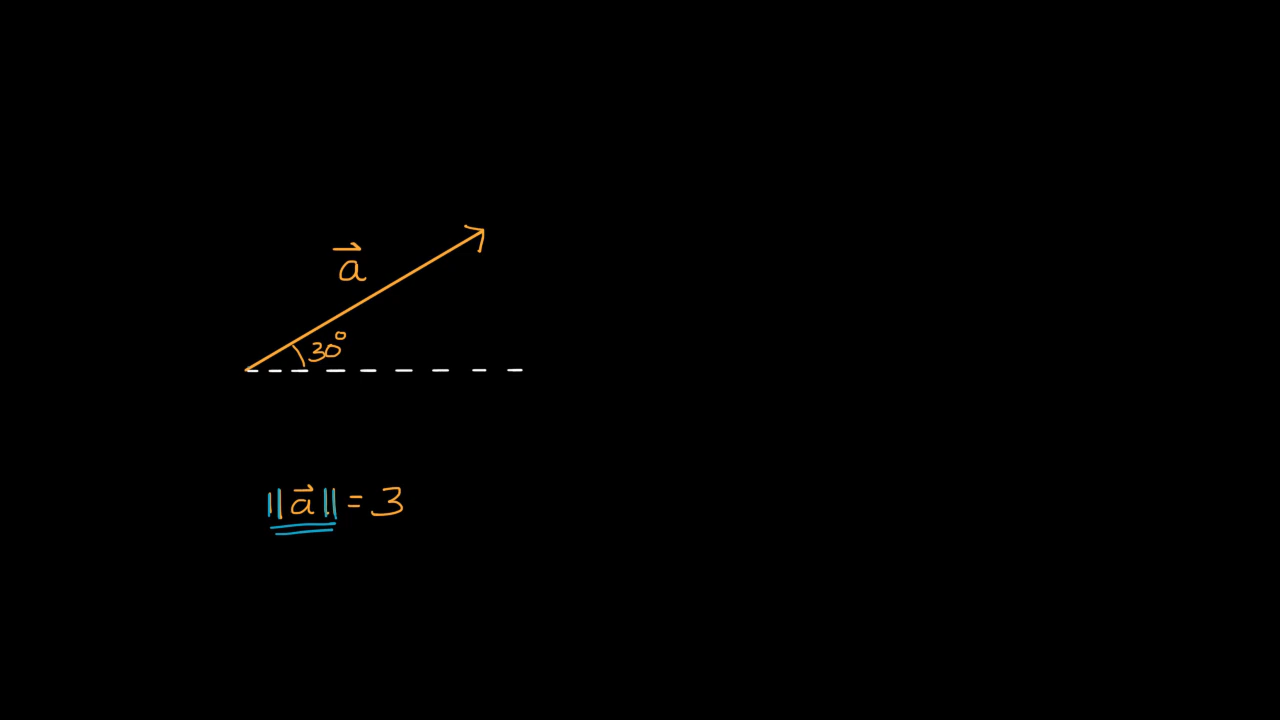 a⃗
30°
||a⃗|| = 3